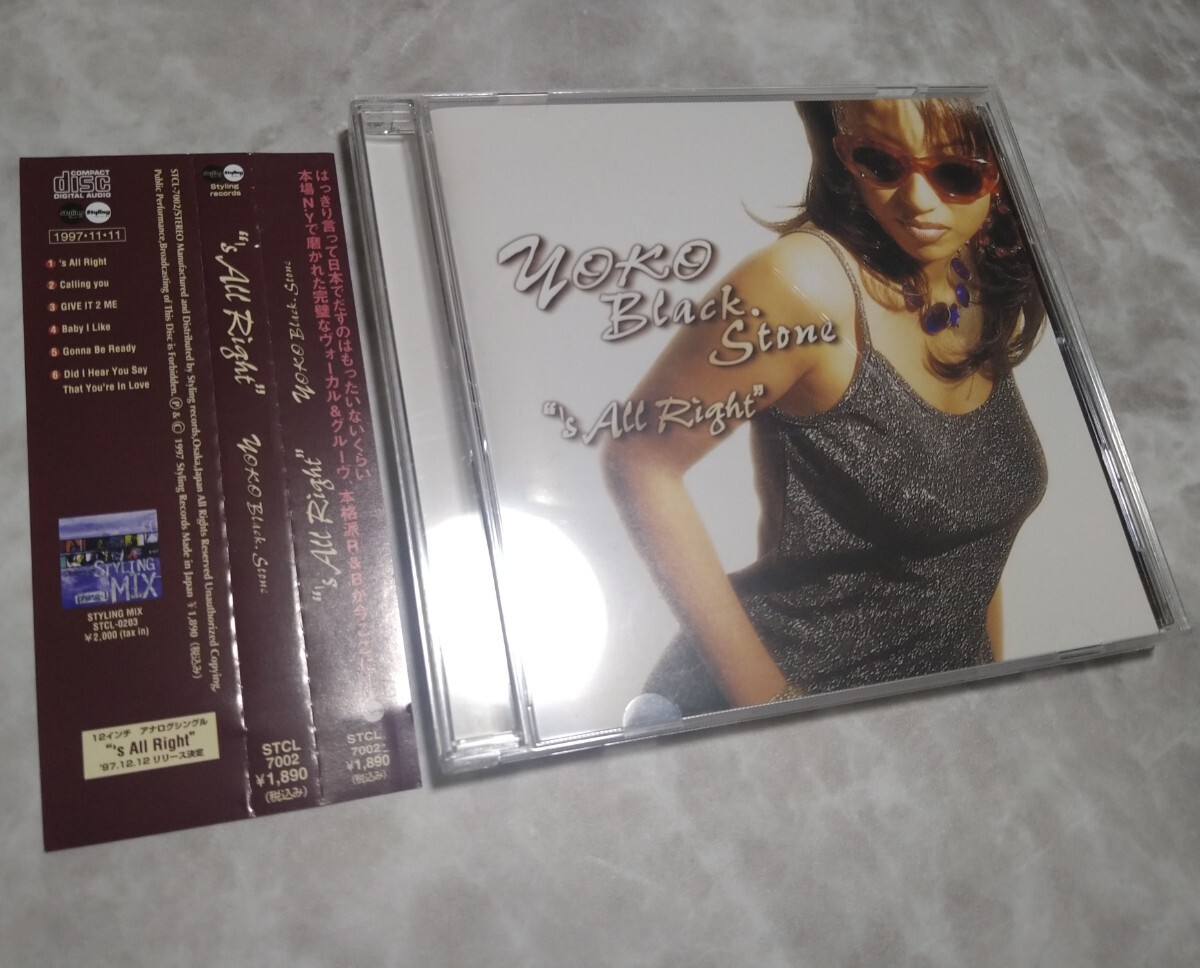 COMPACT
disc
DIGITAL AUDIO
Styling
1997・11・11
1 's All Right
2 Calling you
3 GIVE IT 2 ME
4 Baby I Like
5 Gonna Be Ready
6 Did I Hear You Say
That You're In Love
STYLING
MIX
STYLING MIX
STCL-0203
¥2,000 (tax in)
12インチ アナログシングル
"'s All Right"
'97.12.12 リリース決定
STCL-7002/STEREO Manufactured and Distributed by Styling records,Osaka,Japan All Rights Reserved Unauthorized Copying,
Public Performance,Broadcasting of This Disc is Forbidden. Ⓟ & Ⓒ 1997 Styling Records Made in Japan ¥1,890 (税込み)
Styling
Styling
records
"'s All Right"
YOKO Black.Stone
STCL
7002
¥1,890
(税込み)
はっきり言って日本でだすのはもったいないくらい
本場NYで磨かれた完璧なヴォーカル&グルーヴ、本格派R&Bが今ここに
YOKO Black.Stone
"'s All Right"
STCL
7002
¥1,890
(税込み)
YOKO
Black.
Stone
"'s All Right"